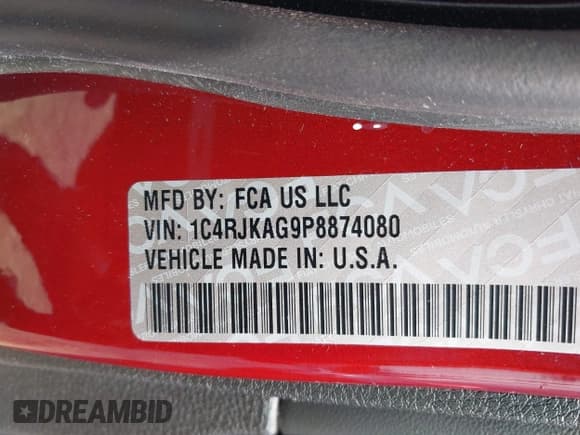 MFD BY: FCA US LLC
VIN: 1C4RJKAG9P8874080
VEHICLE MADE IN: U.S.A.
DREAMBID